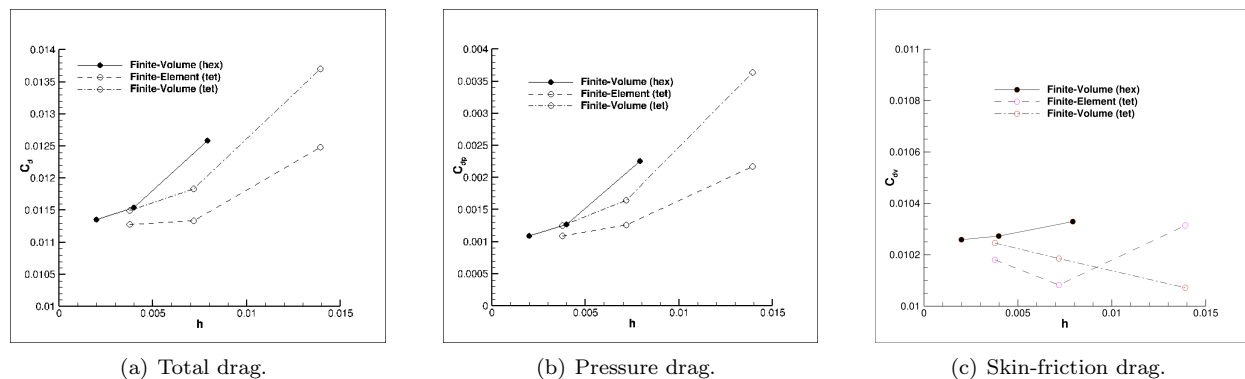 0.014
0.0135
0.013
0.0125
0.012
0.0115
0.011
0.0105
0.01
C_d
Finite-Volume (hex)
Finite-Element (tet)
Finite-Volume (tet)
0 0.005 0.01 0.015
h
(a) Total drag.
0.004
0.0035
0.003
0.0025
0.002
0.0015
0.001
0.0005
0
C_dp
Finite-Volume (hex)
Finite-Element (tet)
Finite-Volume (tet)
0 0.005 0.01 0.015
h
(b) Pressure drag.
0.011
0.0108
0.0106
0.0104
0.0102
0.01
C_dv
Finite-Volume (hex)
Finite-Element (tet)
Finite-Volume (tet)
0 0.005 0.01 0.015
h
(c) Skin-friction drag.